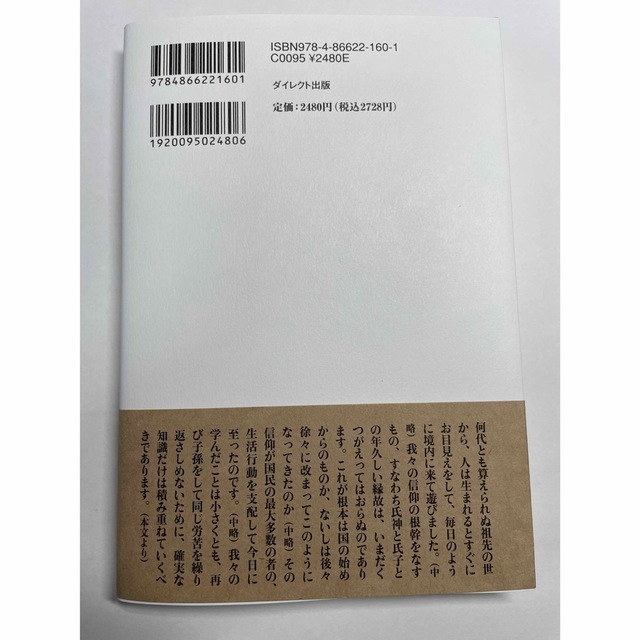 ISBN978-4-86622-160-1
C0095 ¥2480E
9784866221601
ダイレクト出版
定価：2480円（税込2728円）
1920095024806
何代とも算えられぬ祖先の世
から、人は生まれるとすぐに
お目見えをして、毎日のよう
に境内に来て遊びました。（中
略）我々の信仰の根幹をなす
もの、すなわち氏神と氏子と
の年久しい縁故は、いまだく
つがえってはおらぬのであり
ます。これが根本は国の始め
からのものか、ないしは後々
徐々に改まってこのように
なってきたのか（中略）その
信仰が国民の最大多数の者の、
生活行動を支配して今日に
至ったのです。（中略）我々の
学んだことは小さくとも、再
び子孫をして同じ労苦を繰り
返さしめないために、確実な
知識だけは積み重ねていくべ
きであります。（本文より）